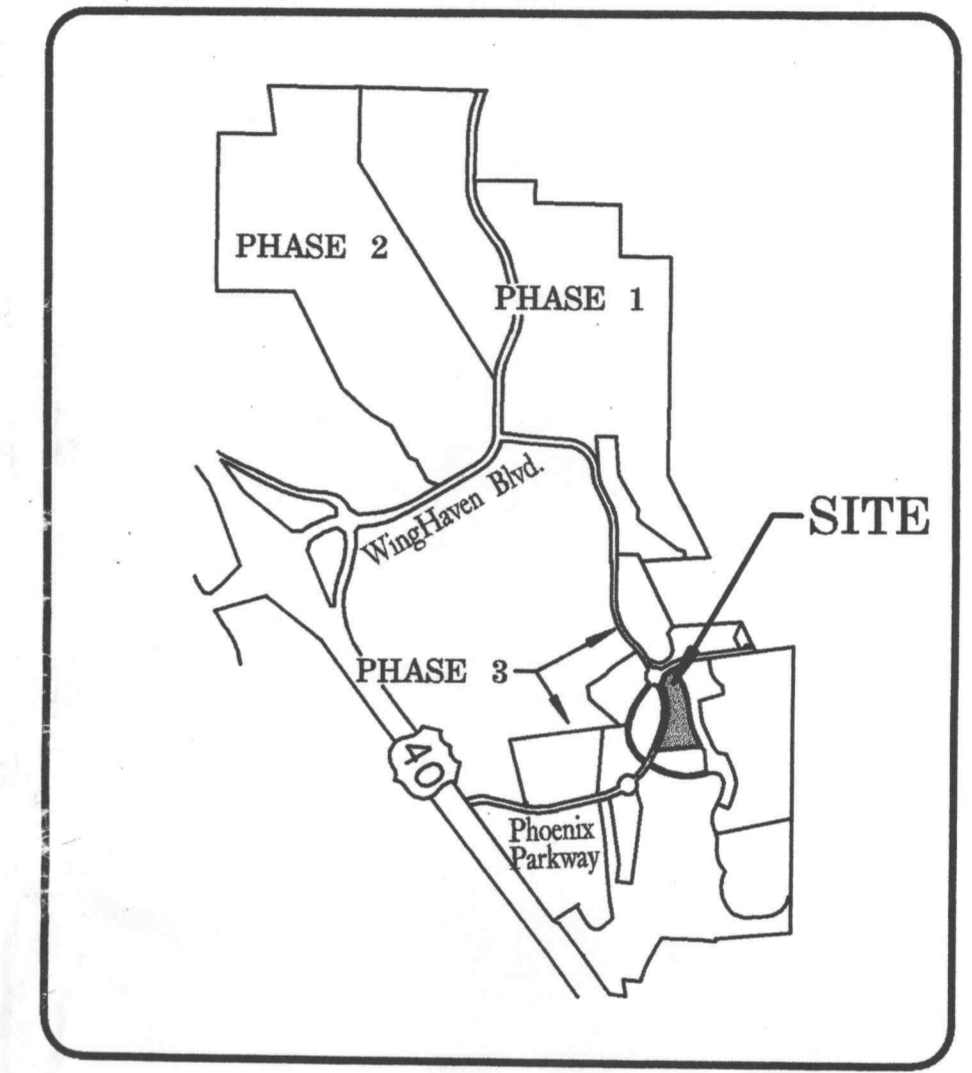 PHASE 2
PHASE 1
WingHaven Blvd.
SITE
PHASE 3
40
Phoenix
Parkway